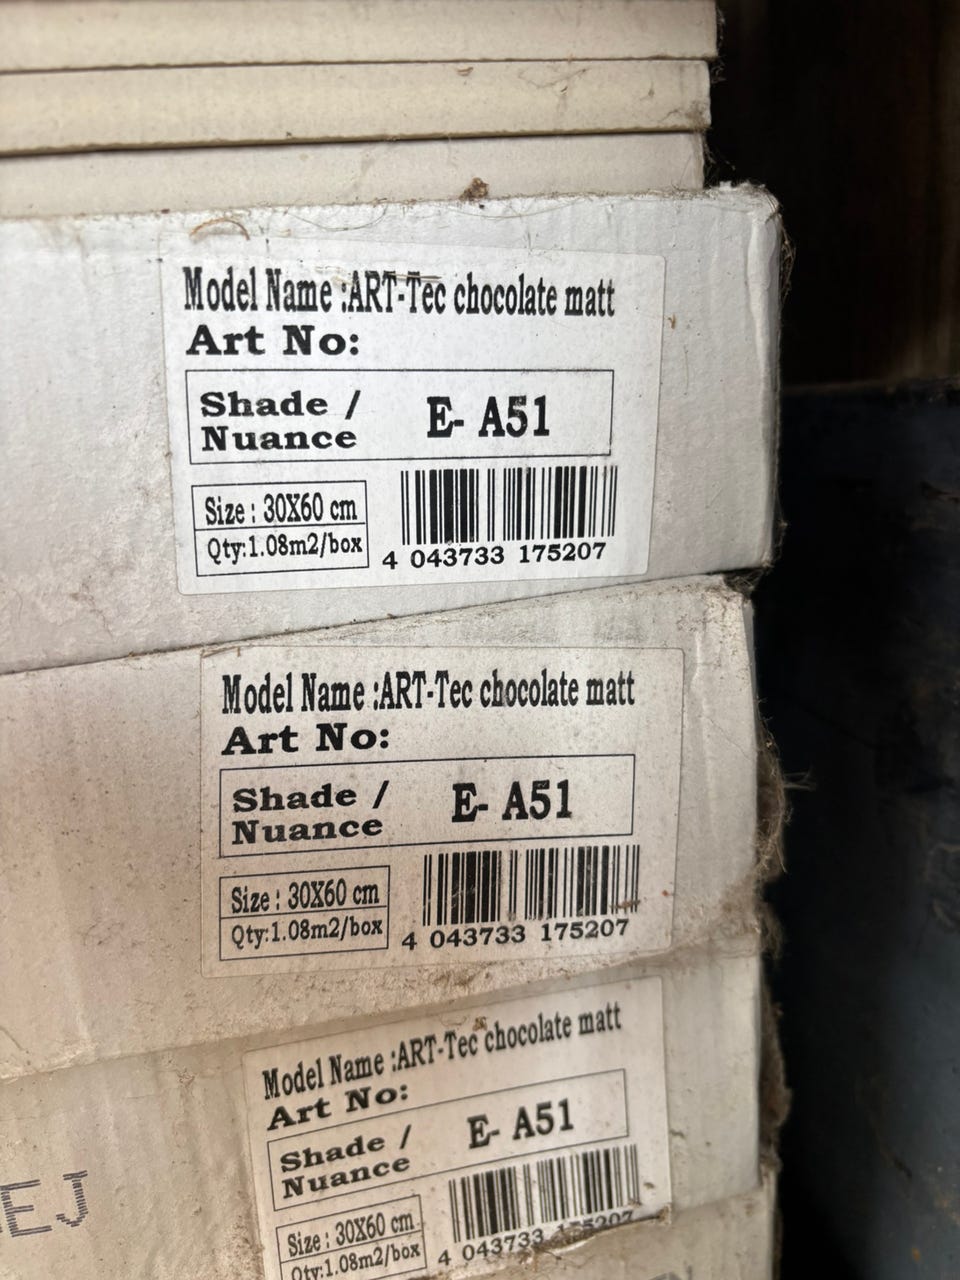 Model Name :ART-Tec chocolate matt
Art No:
Shade /
Nuance
E- A51
Size : 30X60 cm
Qty:1.08m2/box
4 043733 175207
Model Name :ART-Tec chocolate matt
Art No:
Shade /
Nuance
E- A51
Size : 30X60 cm
Qty:1.08m2/box
4 043733 175207
Model Name :ART-Tec chocolate matt
Art No:
Shade /
Nuance
E- A51
Size : 30X60 cm
Qty:1.08m2/box
4 043733 175207
EJ